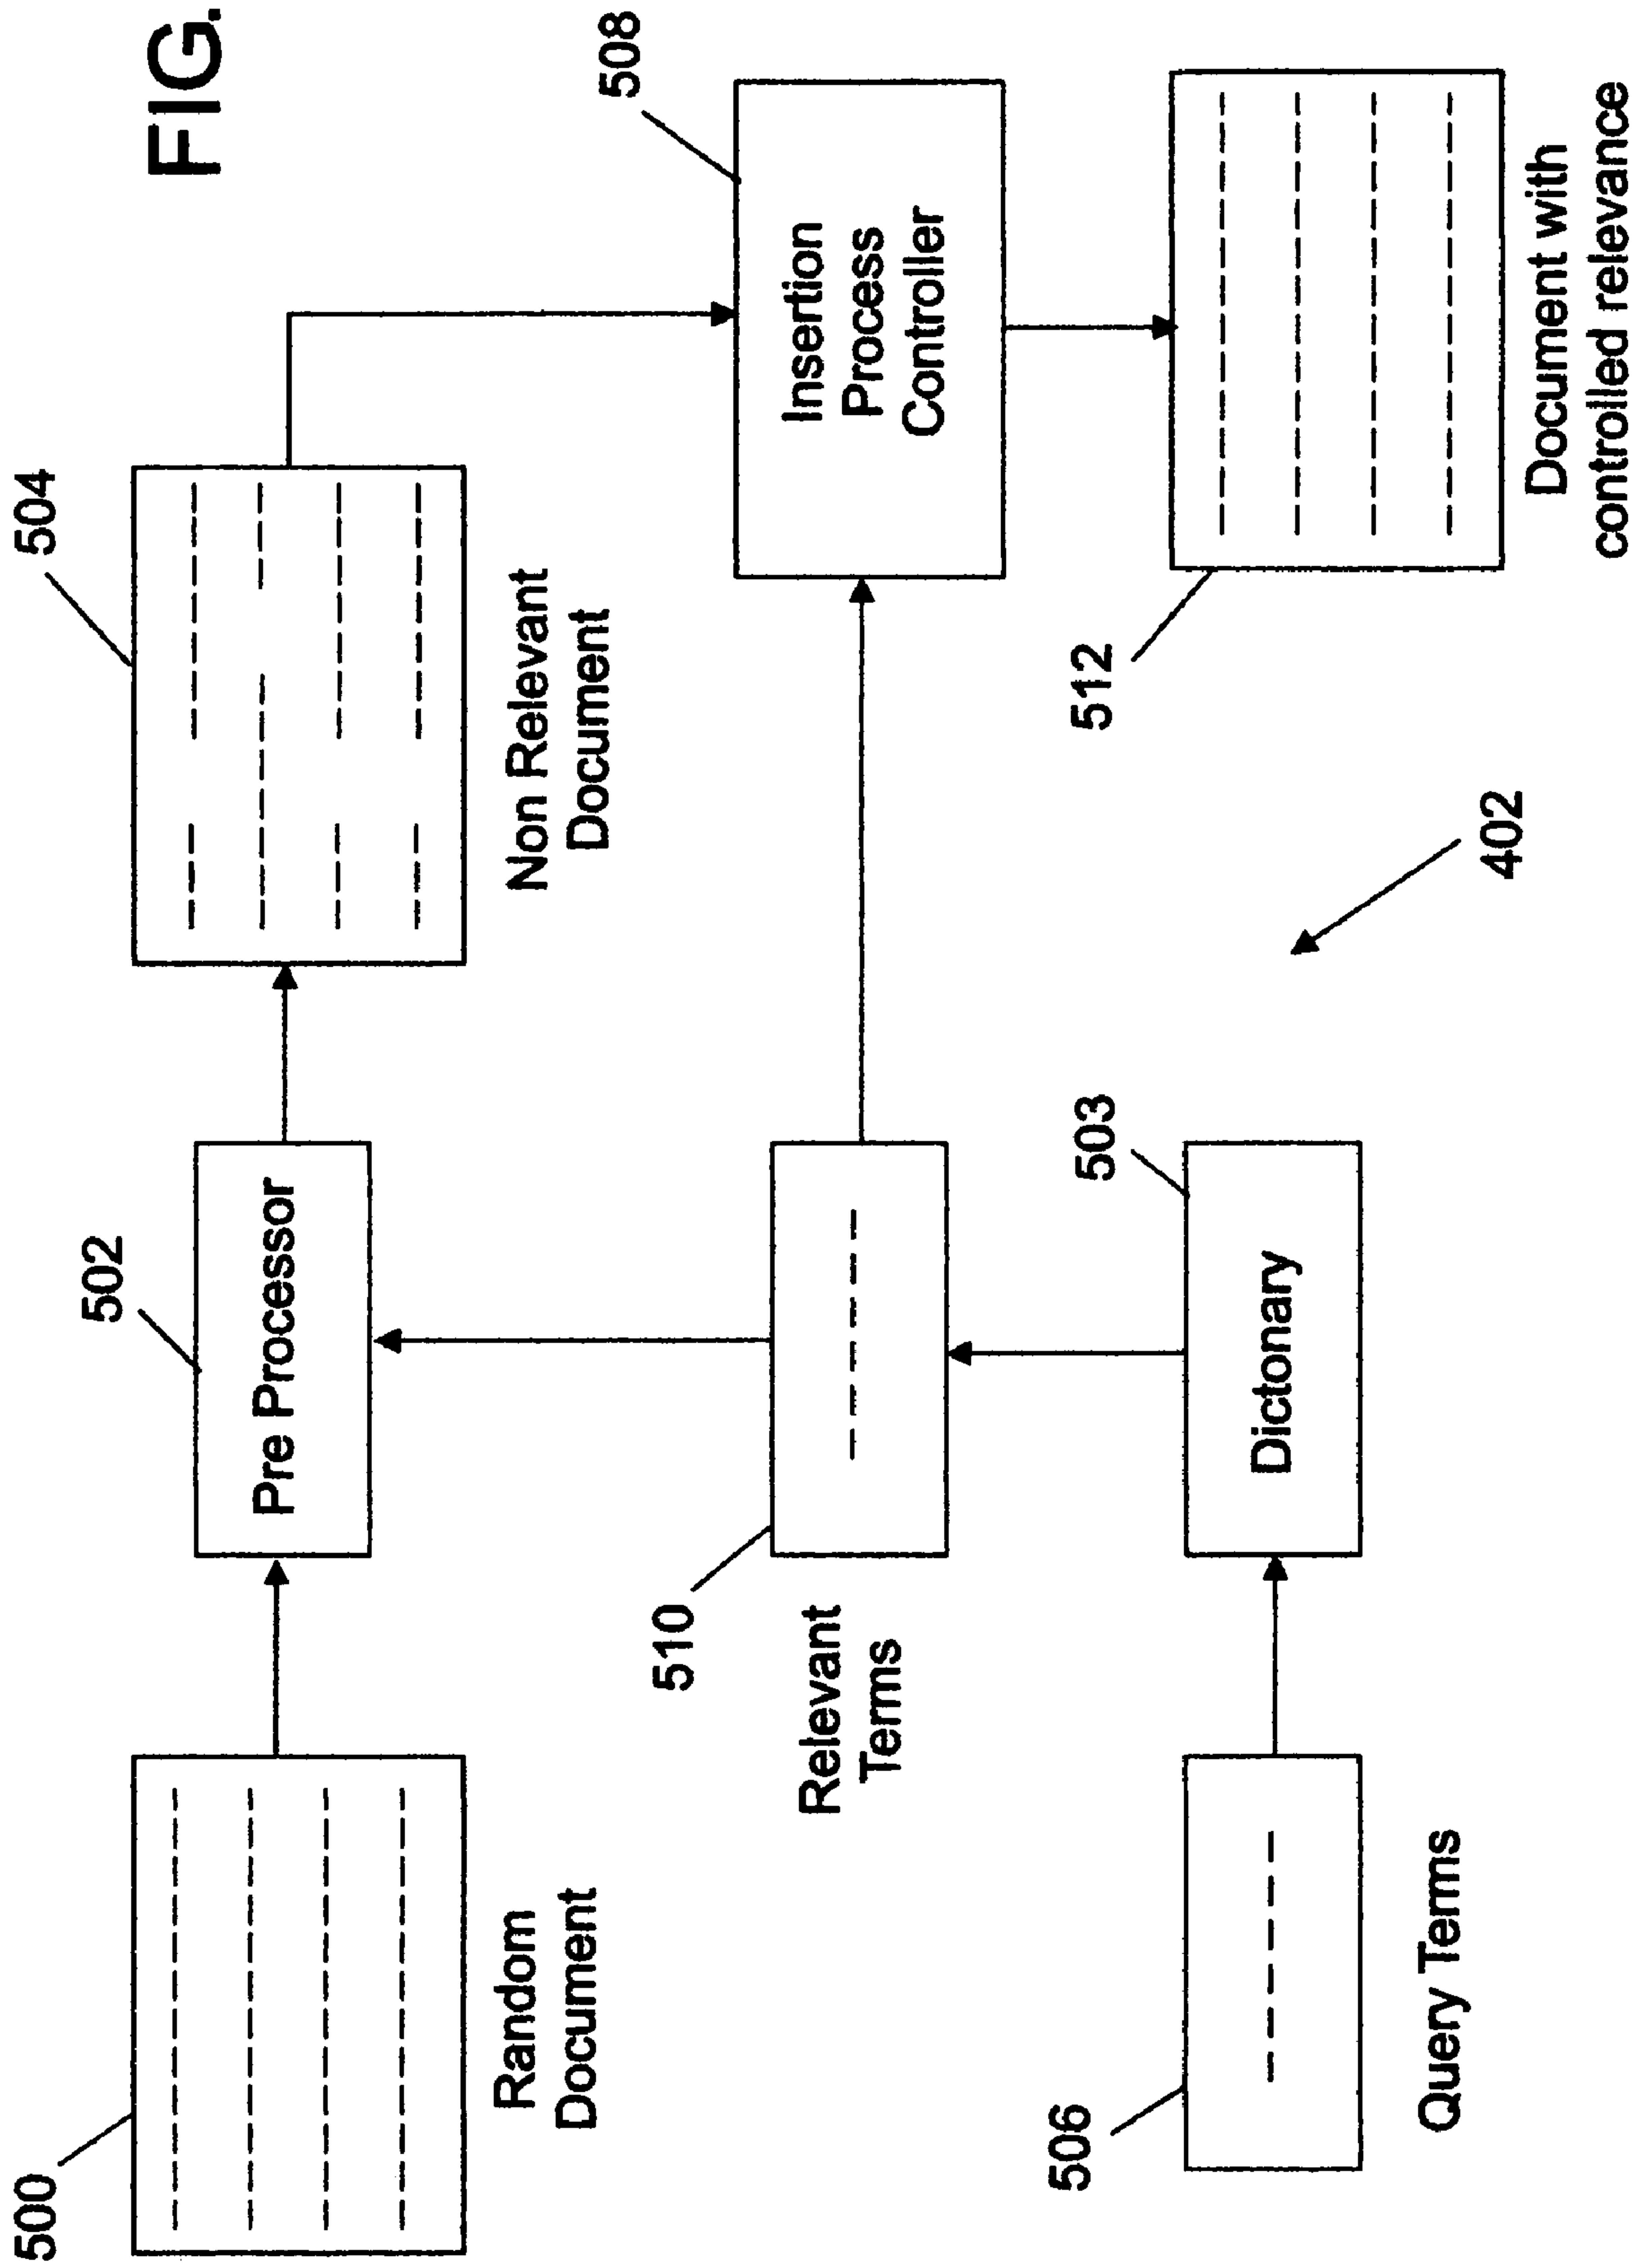 FIG.
500
502
504
Pre Processor
Random
Document
Non Relevant
Document
508
510
Relevant
Terms
Insertion
Process
Controller
506
503
512
Dictonary
Query Terms
402
Document with
controlled relevance